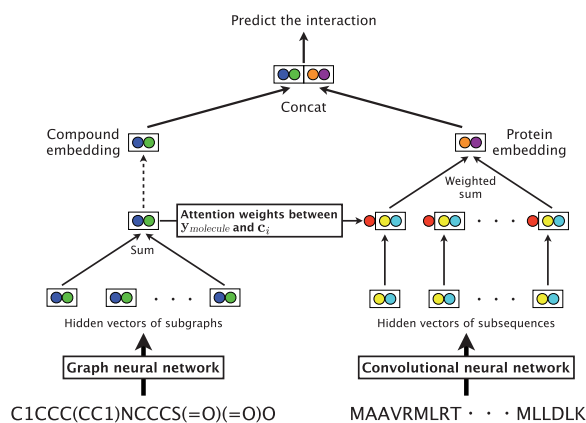 Predict the interaction
Concat
Compound
embedding
Protein
embedding
Weighted
sum
Attention weights between
y_molecule and c_i
Sum
· · ·
· · ·
· · ·
Hidden vectors of subgraphs
Hidden vectors of subsequences
Graph neural network
Convolutional neural network
C1CCC(CC1)NCCCS(=O)(=O)O
MAAVRMLRT · · · MLLDLK